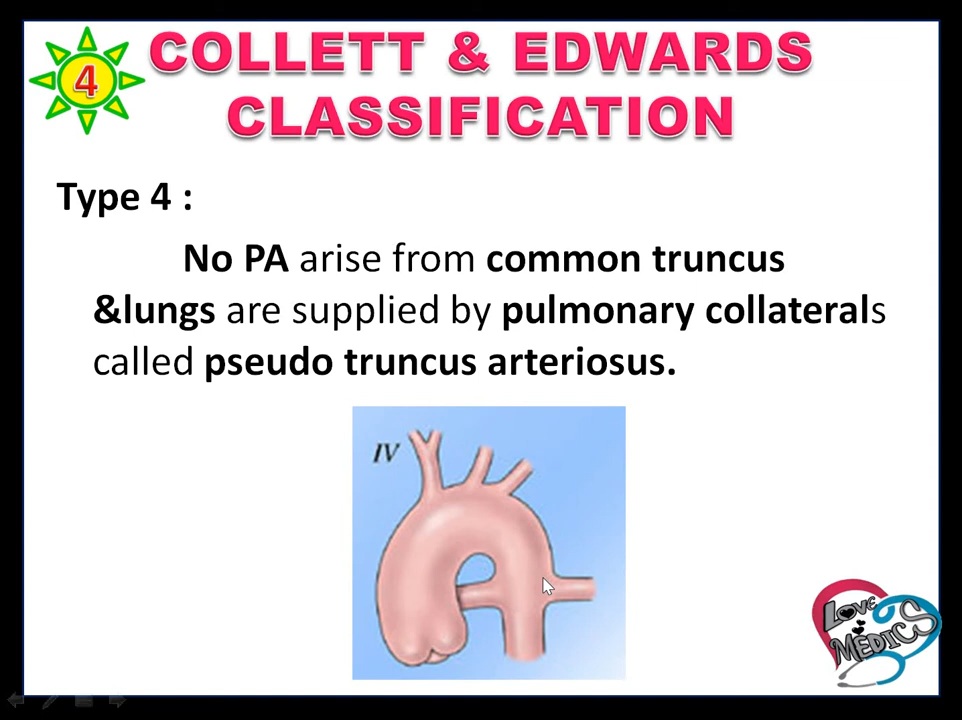 4
COLLETT & EDWARDS
CLASSIFICATION
Type 4 :
No PA arise from common truncus
&lungs are supplied by pulmonary collaterals
called pseudo truncus arteriosus.
IV
LOVE
MEDICS